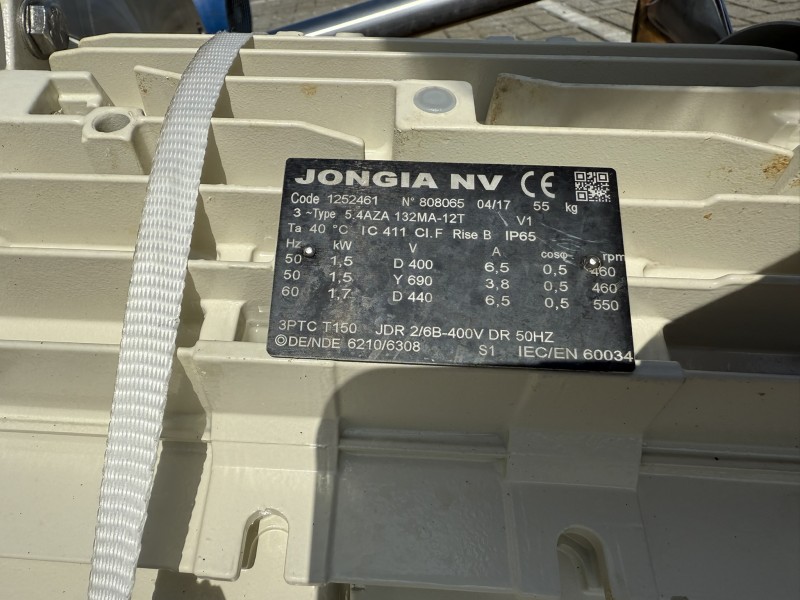 JONGIA NV CE
Code 1252461 N° 808065 04/17 55 kg
3 ~Type 5.4AZA 132MA-12T V1
Ta 40 °C IC 411 Cl.F Rise B IP65
Hz kW V A cosφ rpm
50 1,5 D 400 6,5 0,5 460
50 1,5 Y 690 3,8 0,5 460
60 1,7 D 440 6,5 0,5 550
3PTC T150 JDR 2/6B-400V DR 50HZ
DE/NDE 6210/6308 S1 IEC/EN 60034